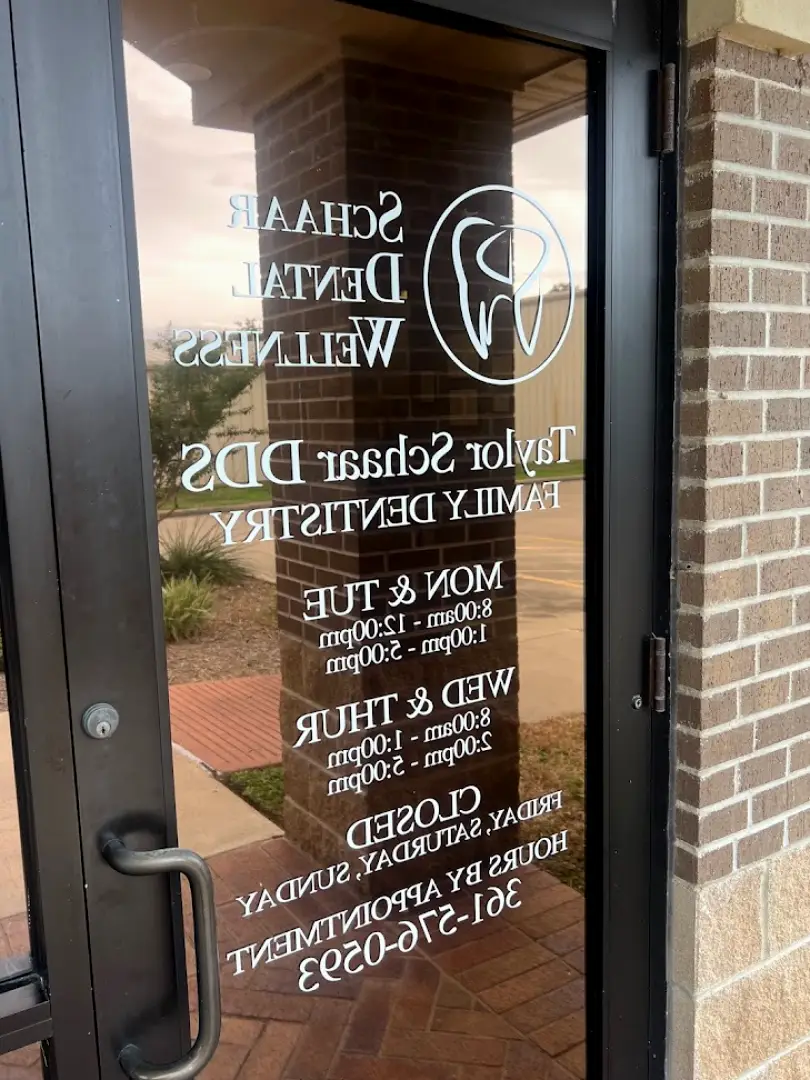 SCHAAR
DENTAL
WELLNESS
Taylor Schaar DDS
FAMILY DENTISTRY
MON & TUE
8:00am - 12:00pm
1:00pm - 5:00pm
WED & THUR
8:00am - 1:00pm
2:00pm - 5:00pm
CLOSED
FRIDAY, SATURDAY, SUNDAY
HOURS BY APPOINTMENT
361-576-0593